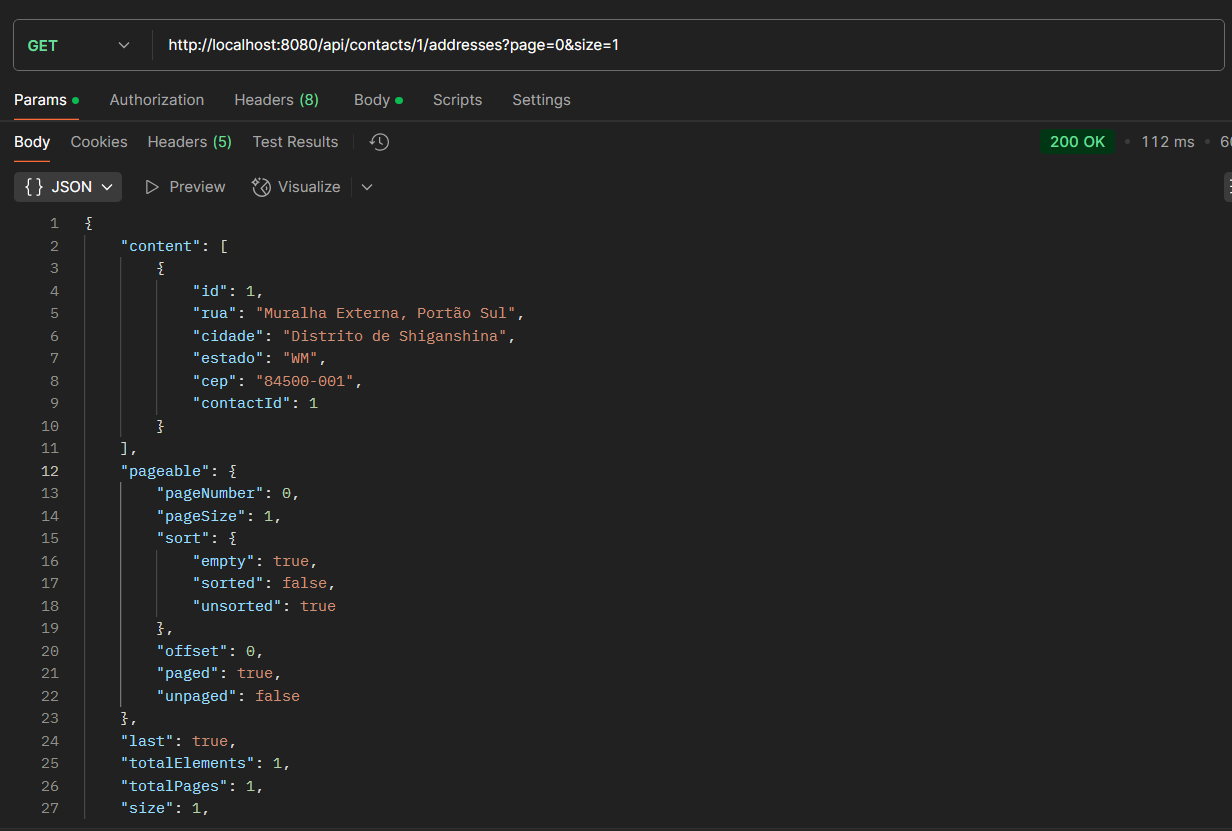 GET http://localhost:8080/api/contacts/1/addresses?page=0&size=1
Params Authorization Headers (8) Body Scripts Settings
Body Cookies Headers (5) Test Results 200 OK • 112 ms •
{} JSON Preview Visualize
1 {
2 "content": [
3 {
4 "id": 1,
5 "rua": "Muralha Externa, Portão Sul",
6 "cidade": "Distrito de Shiganshina",
7 "estado": "WM",
8 "cep": "84500-001",
9 "contactId": 1
10 }
11 ],
12 "pageable": {
13 "pageNumber": 0,
14 "pageSize": 1,
15 "sort": {
16 "empty": true,
17 "sorted": false,
18 "unsorted": true
19 },
20 "offset": 0,
21 "paged": true,
22 "unpaged": false
23 },
24 "last": true,
25 "totalElements": 1,
26 "totalPages": 1,
27 "size": 1,